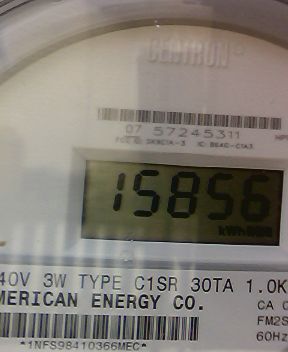 CENTRON®
07 57245311
15856
kWh
40V 3W TYPE C1SR 30TA 1.0K
MERICAN ENERGY CO.
CA 0
FM2S
60Hz
*1NFS98410366MEC*